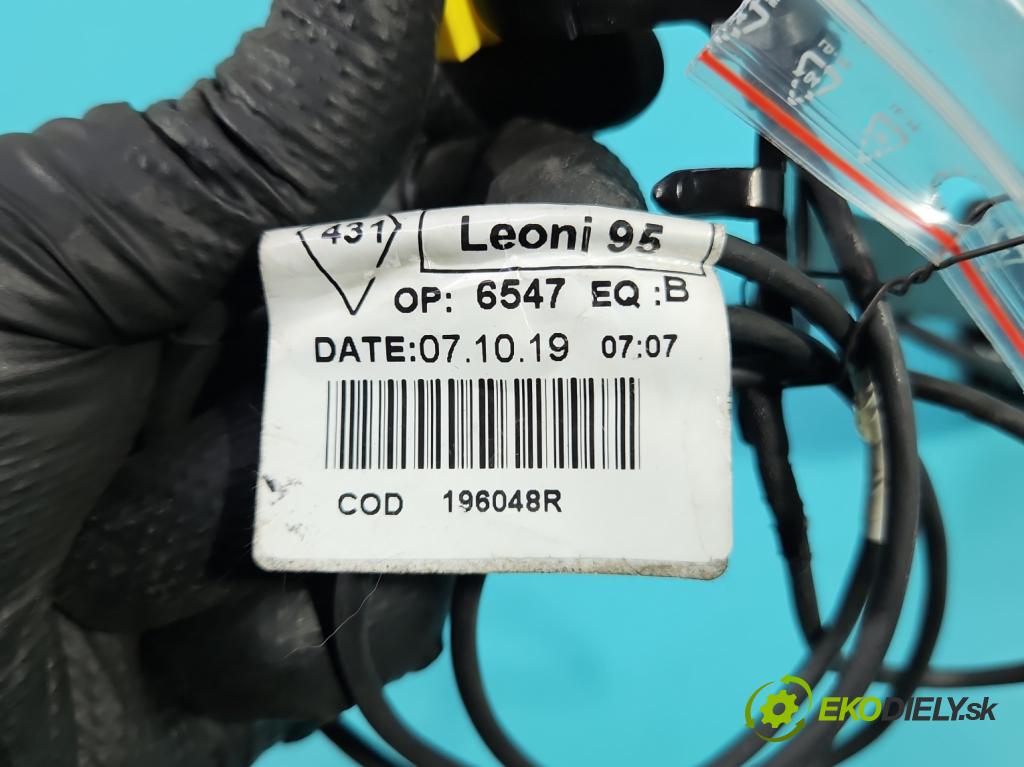 431 Leoni 95
OP: 6547 EQ :B
DATE:07.10.19 07:07
COD 196048R
EKODIELY.sk